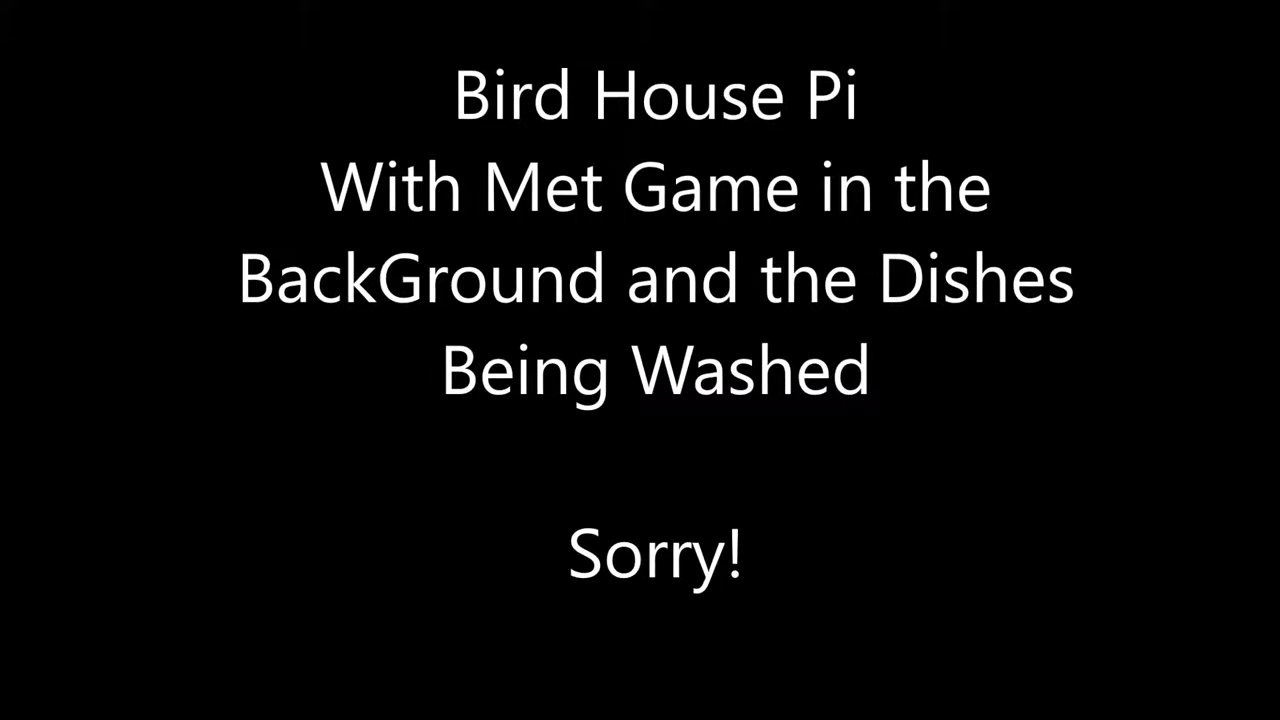 Bird House Pi
With Met Game in the
BackGround and the Dishes
Being Washed
Sorry!